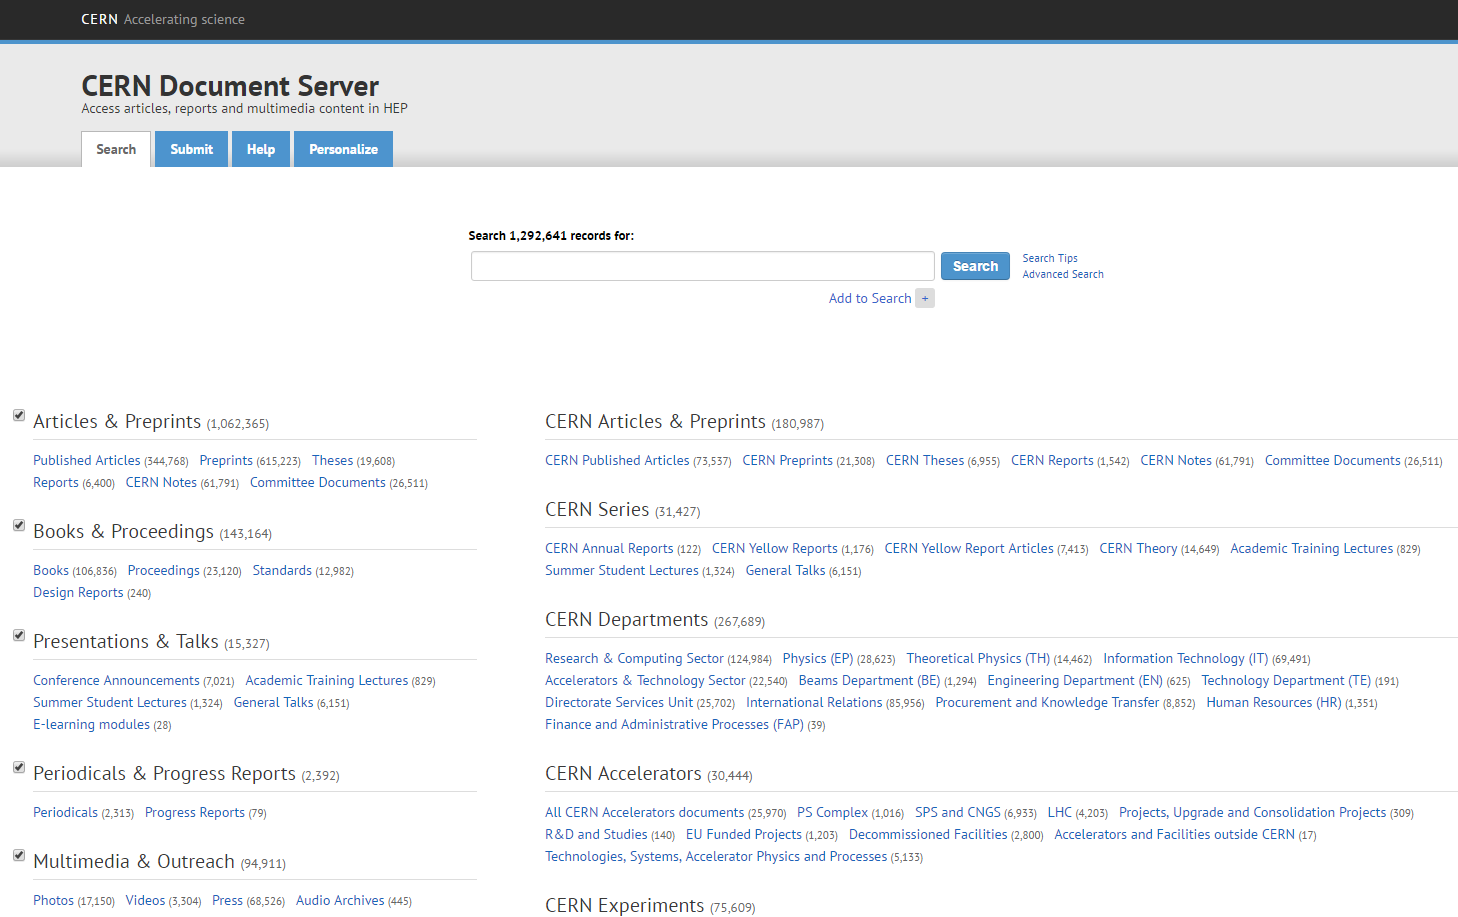 CERN Accelerating science
CERN Document Server
Access articles, reports and multimedia content in HEP
Search Submit Help Personalize
Search 1,292,641 records for:
Search
Search Tips
Advanced Search
Add to Search +
Articles & Preprints (1,062,365)
Published Articles (344,768) Preprints (615,223) Theses (19,608)
Reports (6,400) CERN Notes (61,791) Committee Documents (26,511)
Books & Proceedings (143,164)
Books (106,836) Proceedings (23,120) Standards (12,982)
Design Reports (240)
Presentations & Talks (15,327)
Conference Announcements (7,021) Academic Training Lectures (829)
Summer Student Lectures (1,324) General Talks (6,151)
E-learning modules (28)
Periodicals & Progress Reports (2,392)
Periodicals (2,313) Progress Reports (79)
Multimedia & Outreach (94,911)
Photos (17,150) Videos (3,304) Press (68,526) Audio Archives (445)
CERN Articles & Preprints (180,987)
CERN Published Articles (73,537) CERN Preprints (21,308) CERN Theses (6,955) CERN Reports (1,542) CERN Notes (61,791) Committee Documents (26,511)
CERN Series (31,427)
CERN Annual Reports (122) CERN Yellow Reports (1,176) CERN Yellow Report Articles (7,413) CERN Theory (14,649) Academic Training Lectures (829)
Summer Student Lectures (1,324) General Talks (6,151)
CERN Departments (267,689)
Research & Computing Sector (124,984) Physics (EP) (28,623) Theoretical Physics (TH) (14,462) Information Technology (IT) (69,491)
Accelerators & Technology Sector (22,540) Beams Department (BE) (1,294) Engineering Department (EN) (625) Technology Department (TE) (191)
Directorate Services Unit (25,702) International Relations (85,956) Procurement and Knowledge Transfer (8,852) Human Resources (HR) (1,351)
Finance and Administrative Processes (FAP) (39)
CERN Accelerators (30,444)
All CERN Accelerators documents (25,970) PS Complex (1,016) SPS and CNGS (6,933) LHC (4,203) Projects, Upgrade and Consolidation Projects (309)
R&D and Studies (140) EU Funded Projects (1,203) Decommissioned Facilities (2,800) Accelerators and Facilities outside CERN (17)
Technologies, Systems, Accelerator Physics and Processes (5,133)
CERN Experiments (75,609)